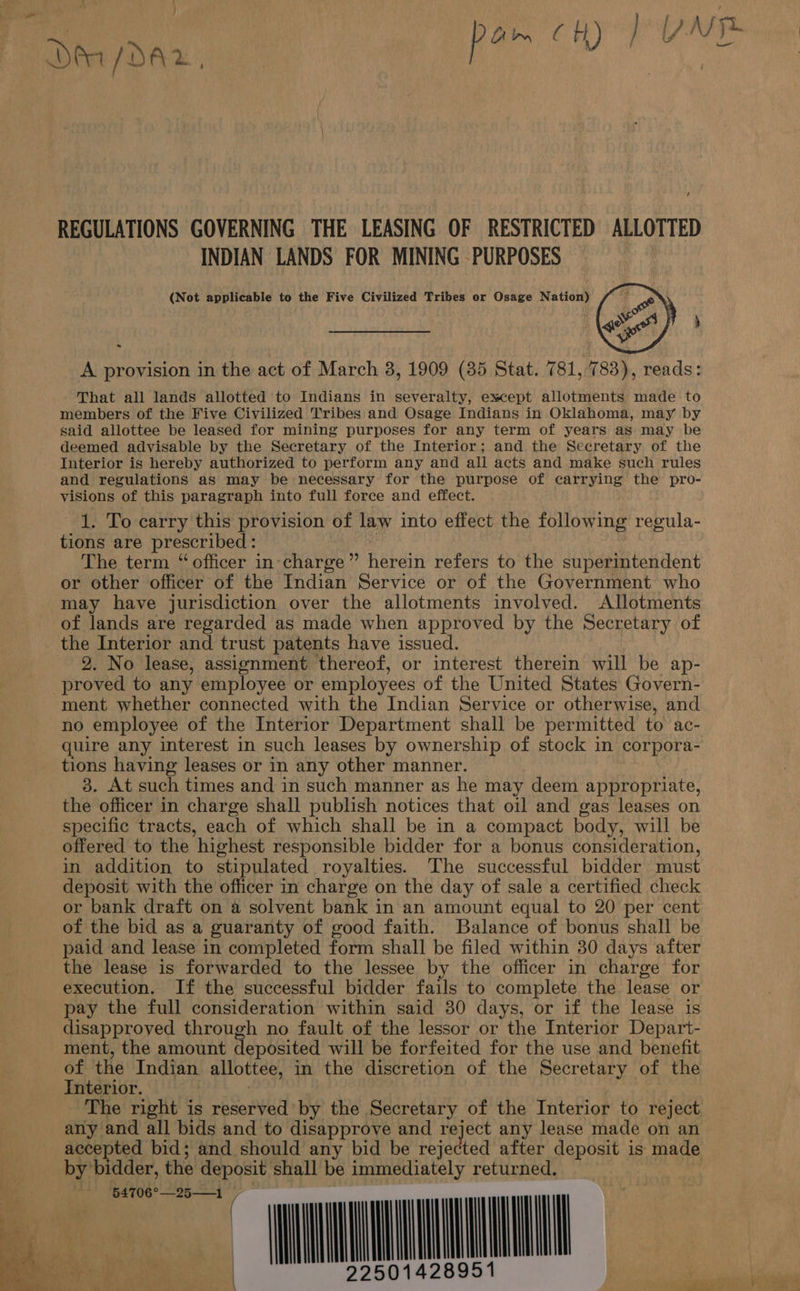 pam (H) / UNP
DA1/DA2,
REGULATIONS GOVERNING THE LEASING OF RESTRICTED ALLOTTED
INDIAN LANDS FOR MINING PURPOSES
(Not applicable to the Five Civilized Tribes or Osage Nation)
Wellcome
Library
A provision in the act of March 3, 1909 (35 Stat. 781, 783), reads:
That all lands allotted to Indians in severalty, except allotments made to
members of the Five Civilized Tribes and Osage Indians in Oklahoma, may by
said allottee be leased for mining purposes for any term of years as may be
deemed advisable by the Secretary of the Interior; and the Secretary of the
Interior is hereby authorized to perform any and all acts and make such rules
and regulations as may be necessary for the purpose of carrying the pro-
visions of this paragraph into full force and effect.
1. To carry this provision of law into effect the following regula-
tions are prescribed:
The term “officer in charge” herein refers to the superintendent
or other officer of the Indian Service or of the Government who
may have jurisdiction over the allotments involved. Allotments
of lands are regarded as made when approved by the Secretary of
the Interior and trust patents have issued.
2. No lease, assignment thereof, or interest therein will be ap-
proved to any employee or employees of the United States Govern-
ment whether connected with the Indian Service or otherwise, and
no employee of the Interior Department shall be permitted to ac-
quire any interest in such leases by ownership of stock in corpora-
tions having leases or in any other manner.
3. At such times and in such manner as he may deem appropriate,
the officer in charge shall publish notices that oil and gas leases on
specific tracts, each of which shall be in a compact body, will be
offered to the highest responsible bidder for a bonus consideration,
in addition to stipulated royalties. The successful bidder must
deposit with the officer in charge on the day of sale a certified check
or bank draft on a solvent bank in an amount equal to 20 per cent
of the bid as a guaranty of good faith. Balance of bonus shall be
paid and lease in completed form shall be filed within 30 days after
the lease is forwarded to the lessee by the officer in charge for
execution. If the successful bidder fails to complete the lease or
pay the full consideration within said 30 days, or if the lease is
disapproved through no fault of the lessor or the Interior Depart-
ment, the amount deposited will be forfeited for the use and benefit
of the Indian allottee, in the discretion of the Secretary of the
Interior.
The right is reserved by the Secretary of the Interior to reject
any and all bids and to disapprove and reject any lease made on an
accepted bid; and should any bid be rejected after deposit is made
by bidder, the deposit shall be immediately returned.
54706°—25——1
22501428951